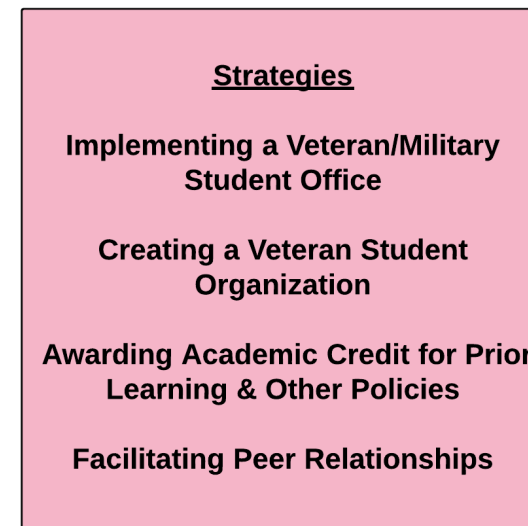 Strategies
Implementing a Veteran/Military
Student Office
Creating a Veteran Student
Organization
Awarding Academic Credit for Prior
Learning & Other Policies
Facilitating Peer Relationships